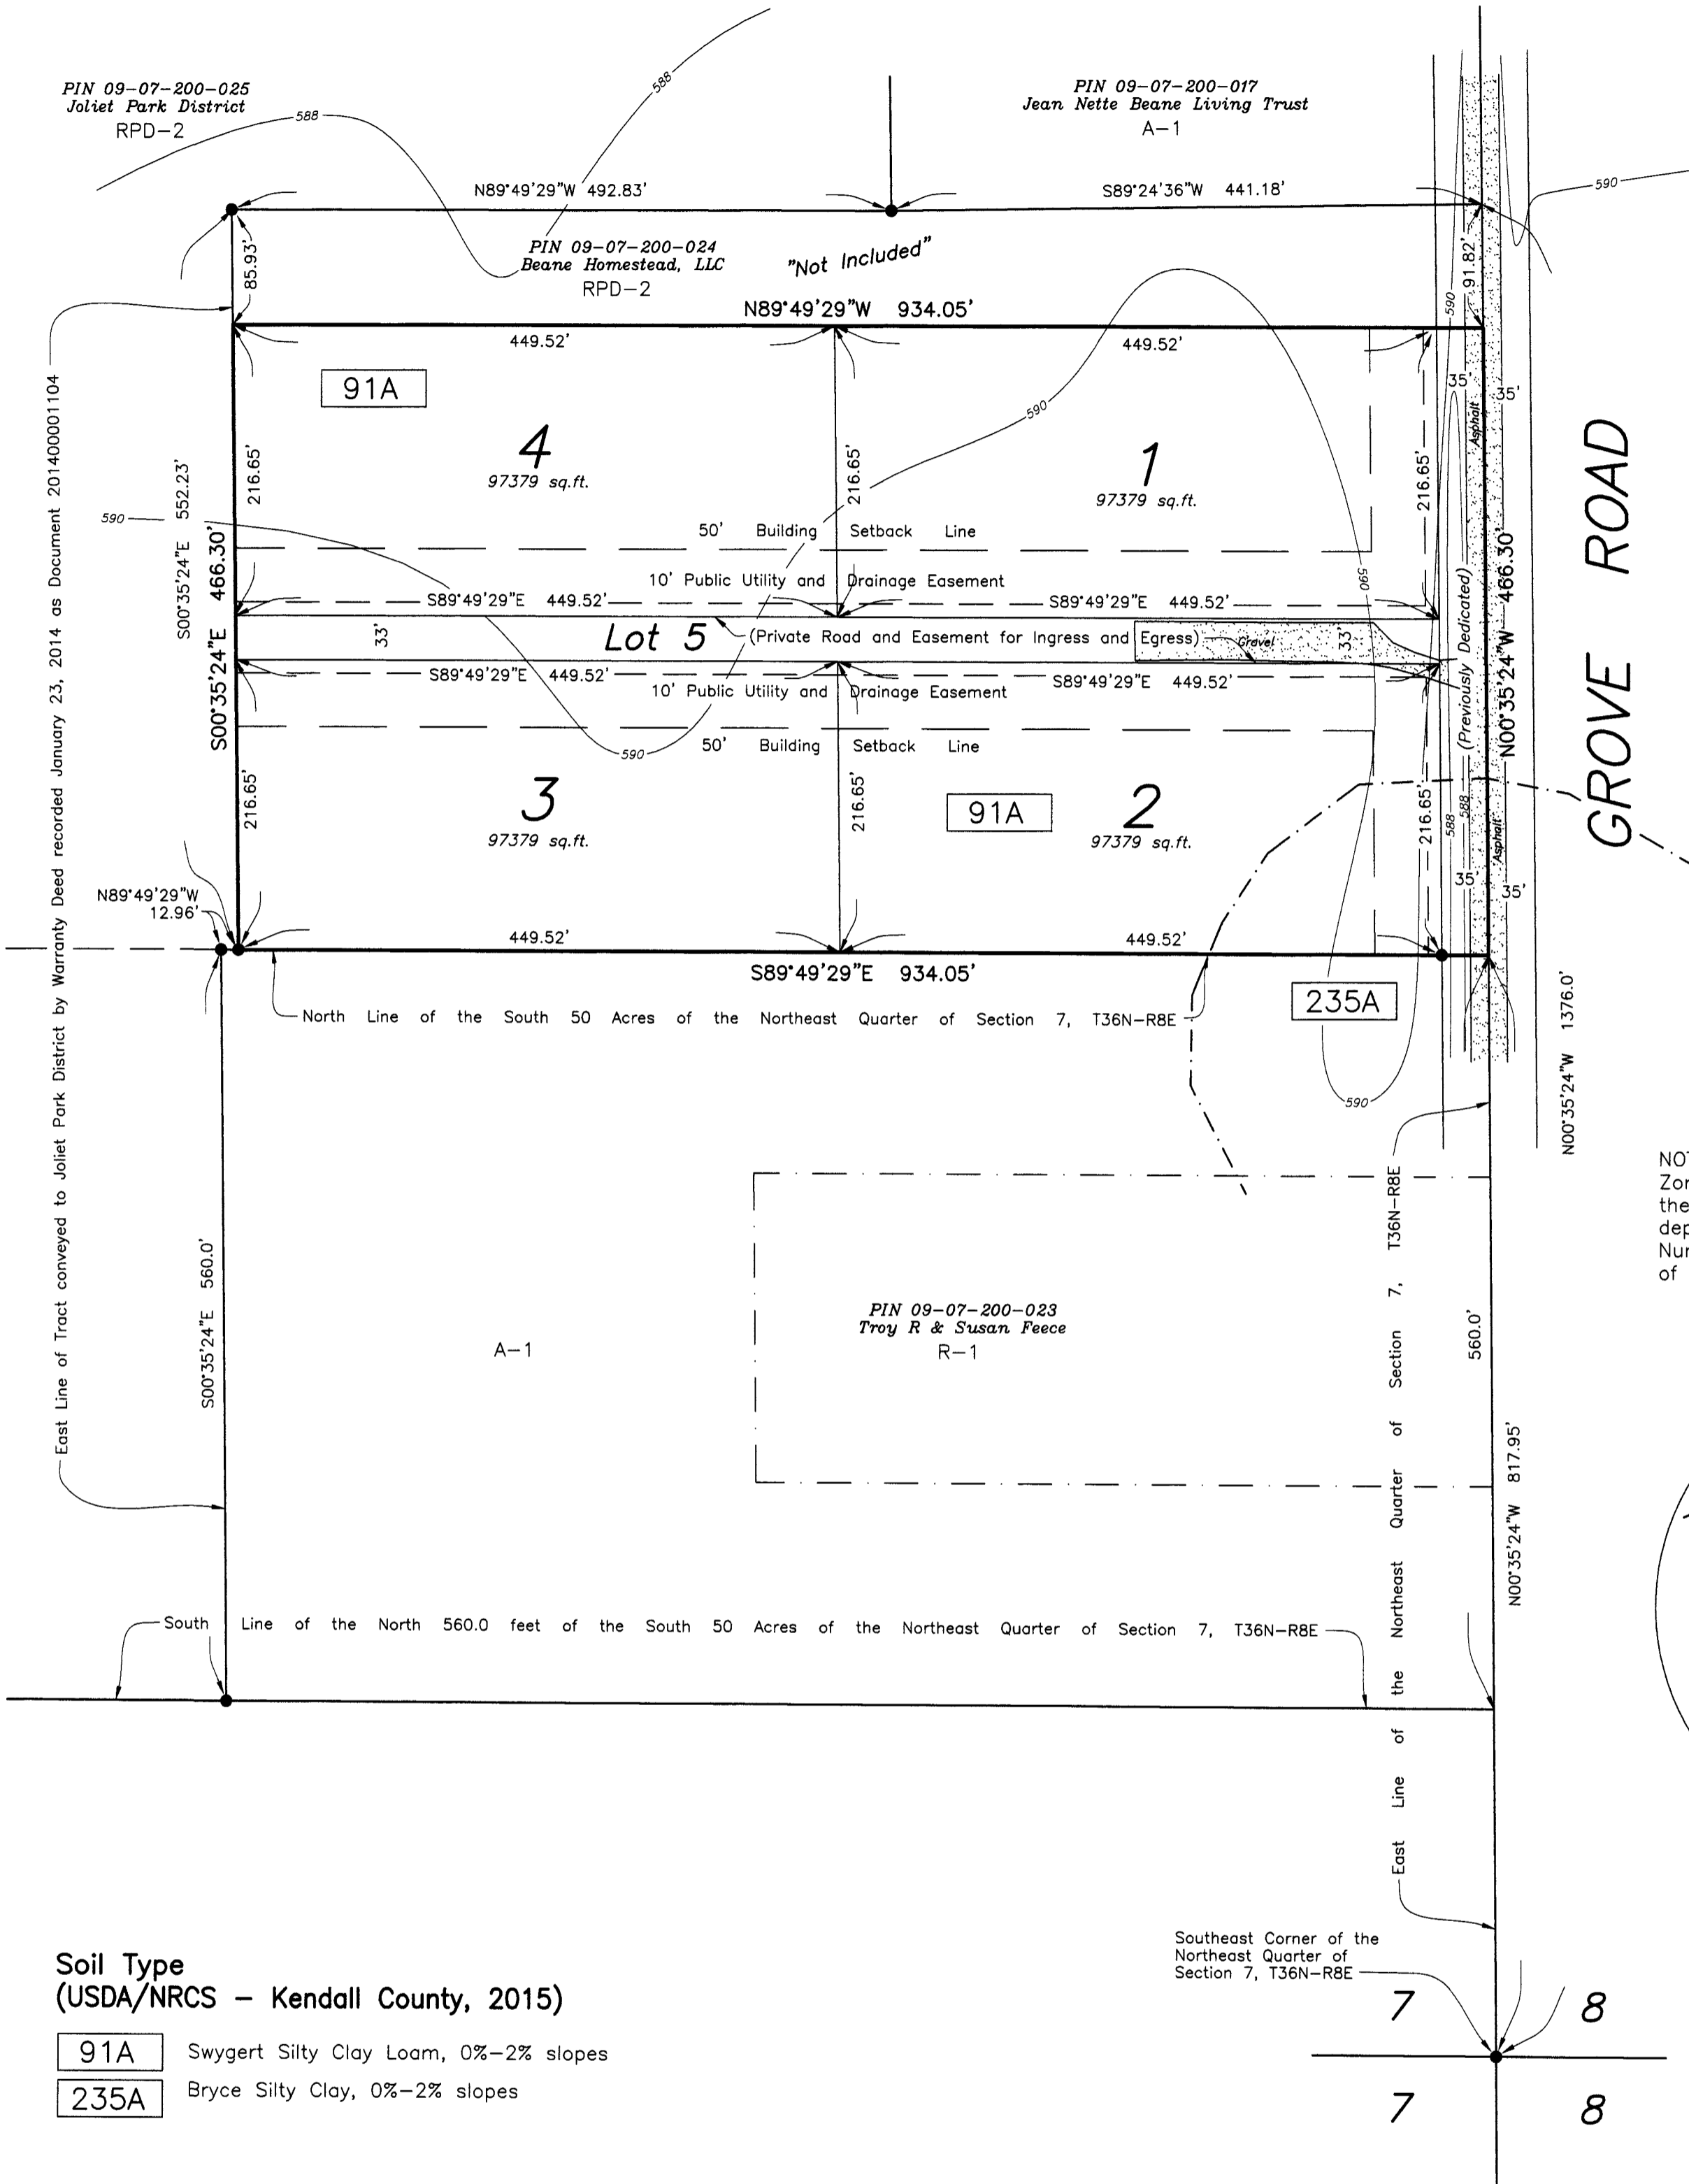 PIN 09-07-200-025
Joliet Park District
RPD-2
588
588
PIN 09-07-200-017
Jean Nette Beane Living Trust
A-1
590
N89°49'29"W 492.83'
S89°24'36"W 441.18'
85.93'
PIN 09-07-200-024
Beane Homestead, LLC
RPD-2
"Not Included"
91.82'
590
N89°49'29"W 934.05'
449.52'
449.52'
91A
35'
35'
Asphalt
590
4
97379 sq.ft.
1
97379 sq.ft.
216.65'
216.65'
216.65'
S00°35'24"E 552.23'
S00°35'24"E 466.30'
590
50' Building Setback Line
10' Public Utility and Drainage Easement
590
S89°49'29"E 449.52'
S89°49'29"E 449.52'
33'
Lot 5
(Private Road and Easement for Ingress and Egress)
Gravel
33'
(Previously Dedicated)
N00°35'24"W 466.30'
GROVE ROAD
S89°49'29"E 449.52'
S89°49'29"E 449.52'
10' Public Utility and Drainage Easement
50' Building Setback Line
590
3
97379 sq.ft.
91A
2
97379 sq.ft.
216.65'
216.65'
216.65'
588
588
Asphalt
35'
35'
N89°49'29"W
12.96'
449.52'
449.52'
S89°49'29"E 934.05'
235A
North Line of the South 50 Acres of the Northeast Quarter of Section 7, T36N-R8E
590
N00°35'24"W 1376.0'
East Line of Tract conveyed to Joliet Park District by Warranty Deed recorded January 23, 2014 as Document 201400001104
NOT
Zon
the
dep
Nur
of
S00°35'24"E 560.0'
A-1
PIN 09-07-200-023
Troy R & Susan Feece
R-1
560.0'
N00°35'24"W 817.95'
East Line of the Northeast Quarter of Section 7, T36N-R8E
South Line of the North 560.0 feet of the South 50 Acres of the Northeast Quarter of Section 7, T36N-R8E
Southeast Corner of the
Northeast Quarter of
Section 7, T36N-R8E
7 8
7 8
Soil Type
(USDA/NRCS - Kendall County, 2015)
91A Swygert Silty Clay Loam, 0%-2% slopes
235A Bryce Silty Clay, 0%-2% slopes